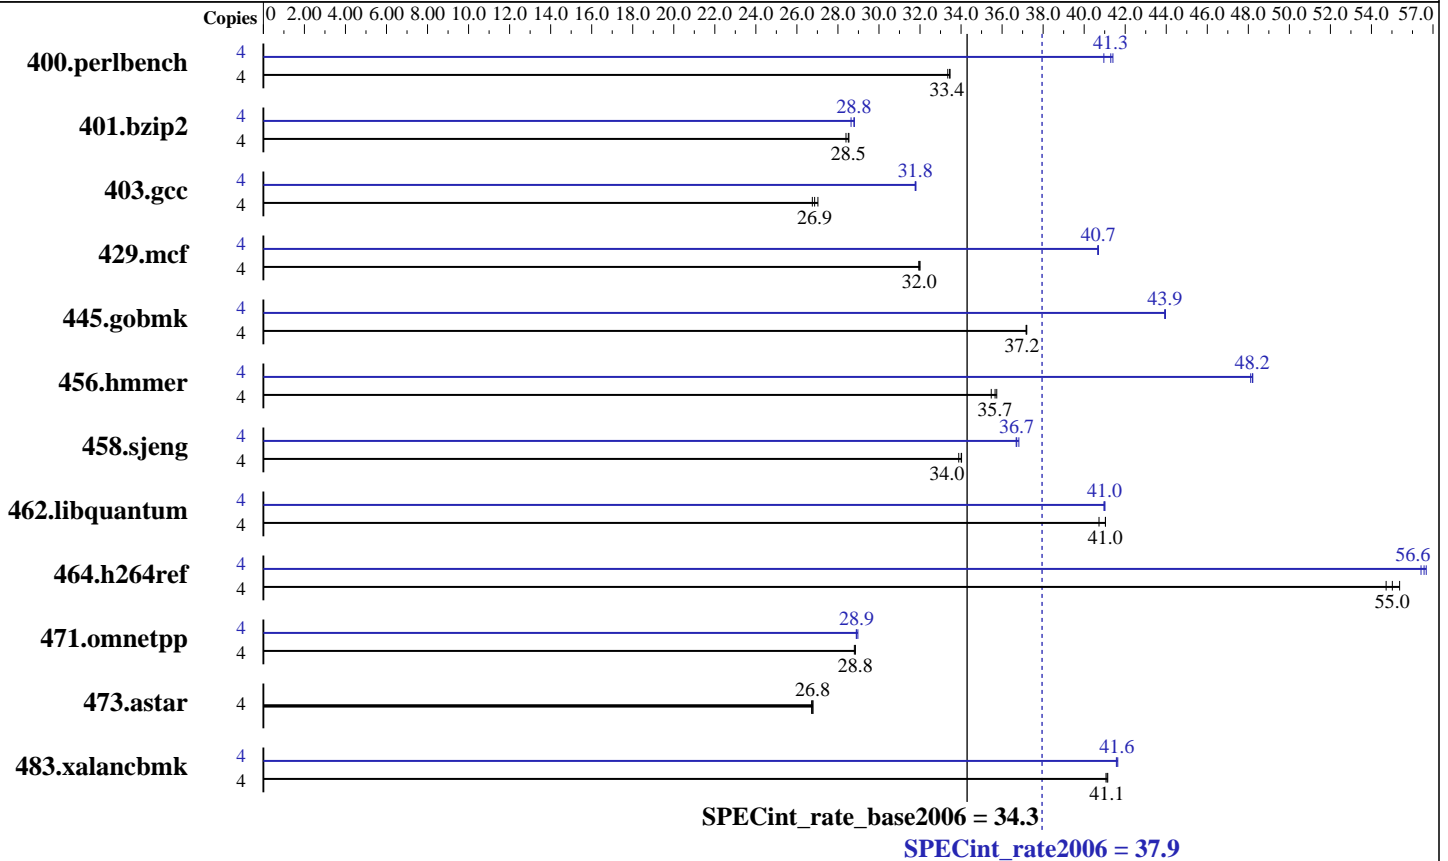 Copies 0 2.00 4.00 6.00 8.00 10.0 12.0 14.0 16.0 18.0 20.0 22.0 24.0 26.0 28.0 30.0 32.0 34.0 36.0 38.0 40.0 42.0 44.0 46.0 48.0 50.0 52.0 54.0 57.0
400.perlbench
4 41.3
4 33.4
401.bzip2
4 28.8
4 28.5
403.gcc
4 31.8
4 26.9
429.mcf
4 40.7
4 32.0
445.gobmk
4 43.9
4 37.2
456.hmmer
4 48.2
4 35.7
458.sjeng
4 36.7
4 34.0
462.libquantum
4 41.0
4 41.0
464.h264ref
4 56.6
4 55.0
471.omnetpp
4 28.9
4 28.8
473.astar
4 26.8
483.xalancbmk
4 41.6
4 41.1
SPECint_rate_base2006 = 34.3
SPECint_rate2006 = 37.9